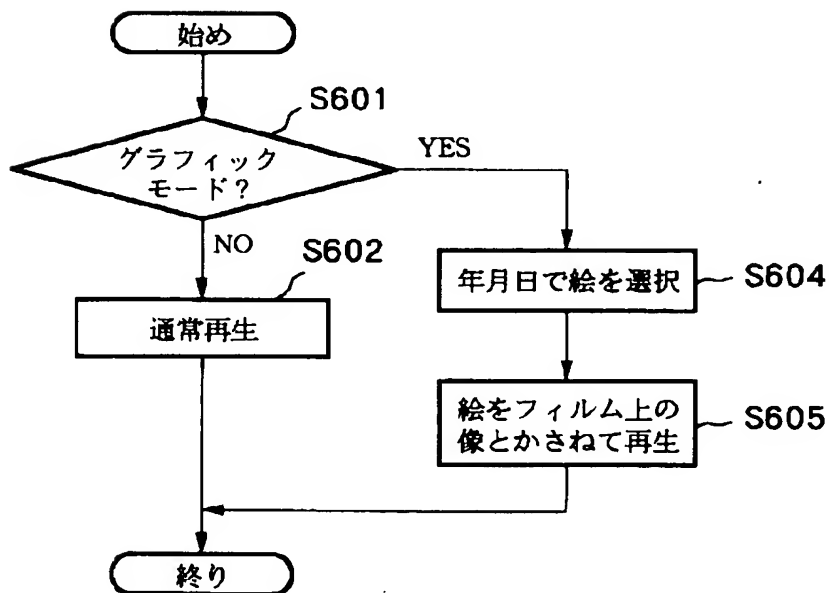 始め
S601
グラフィック
モード?
YES
NO
S602
通常再生
年月日で絵を選択
S604
絵をフィルム上の
像とかさねて再生
S605
終り